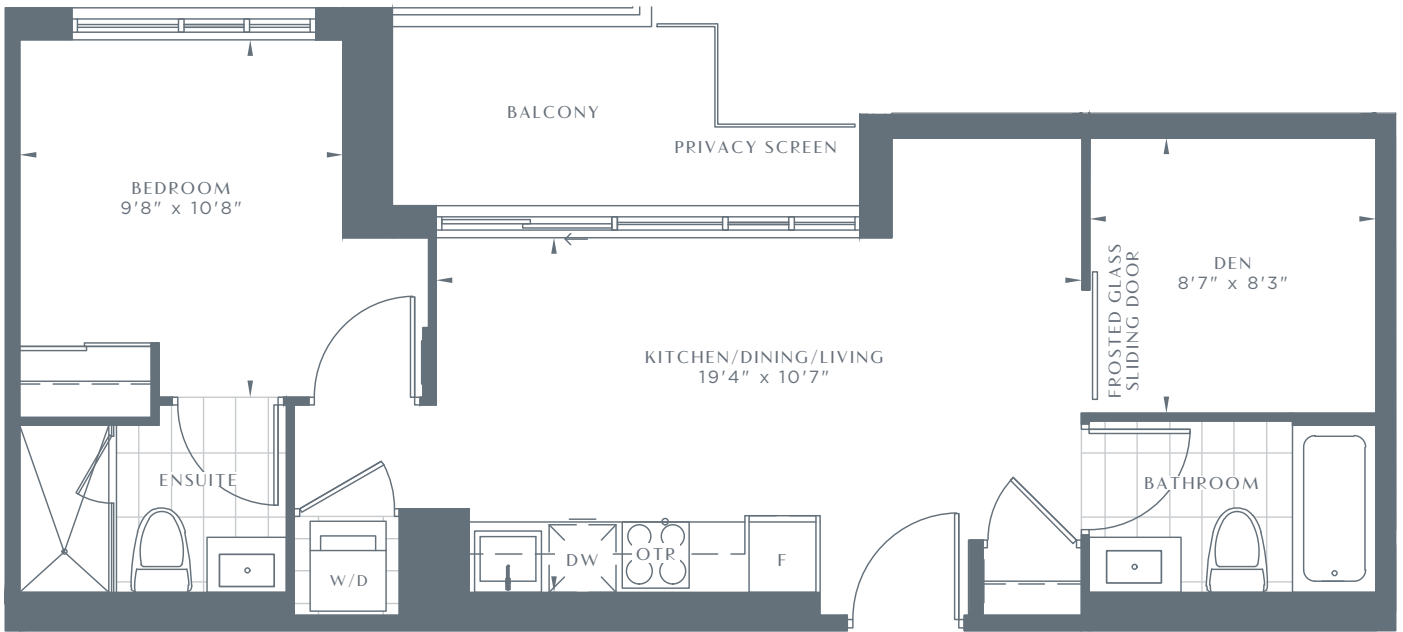 BALCONY
PRIVACY SCREEN
BEDROOM
9'8" x 10'8"
FROSTED GLASS
SLIDING DOOR
DEN
8'7" x 8'3"
KITCHEN/DINING/LIVING
19'4" x 10'7"
ENSUITE
BATHROOM
W/D
DW
OTR
F